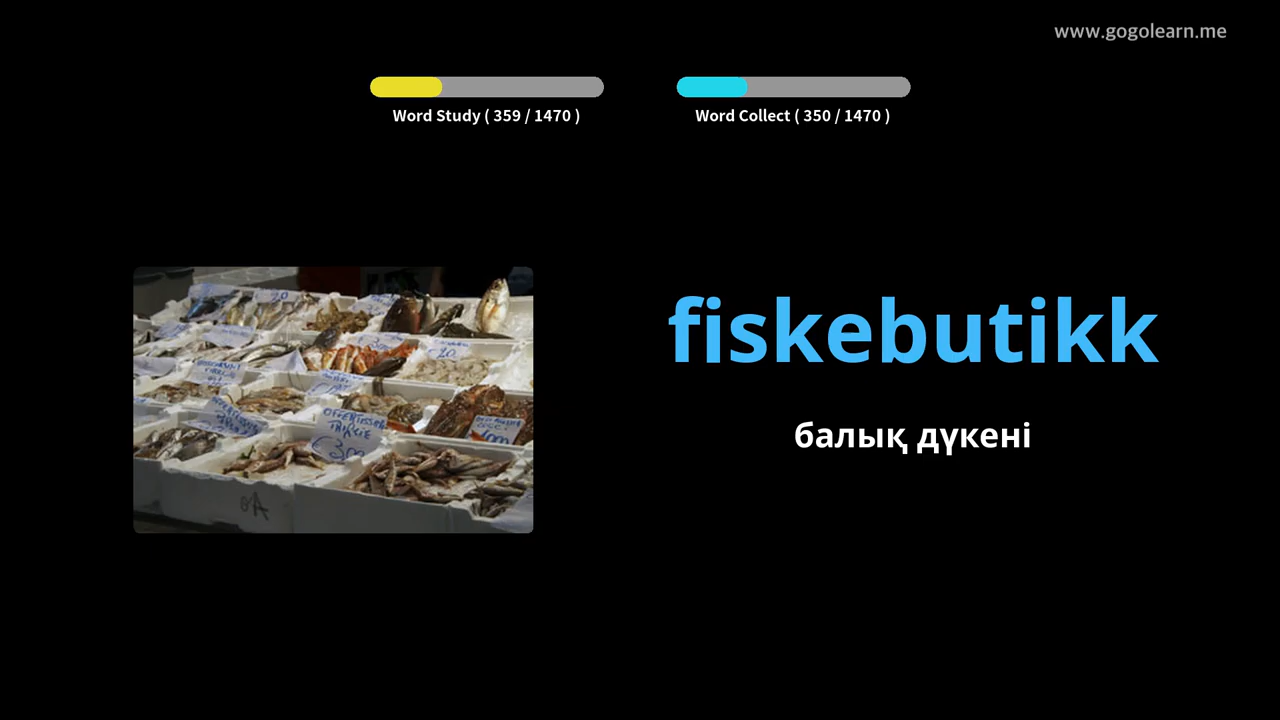 www.gogolearn.me
Word Study ( 359 / 1470 )
Word Collect ( 350 / 1470 )
fiskebutikk
балық дүкені